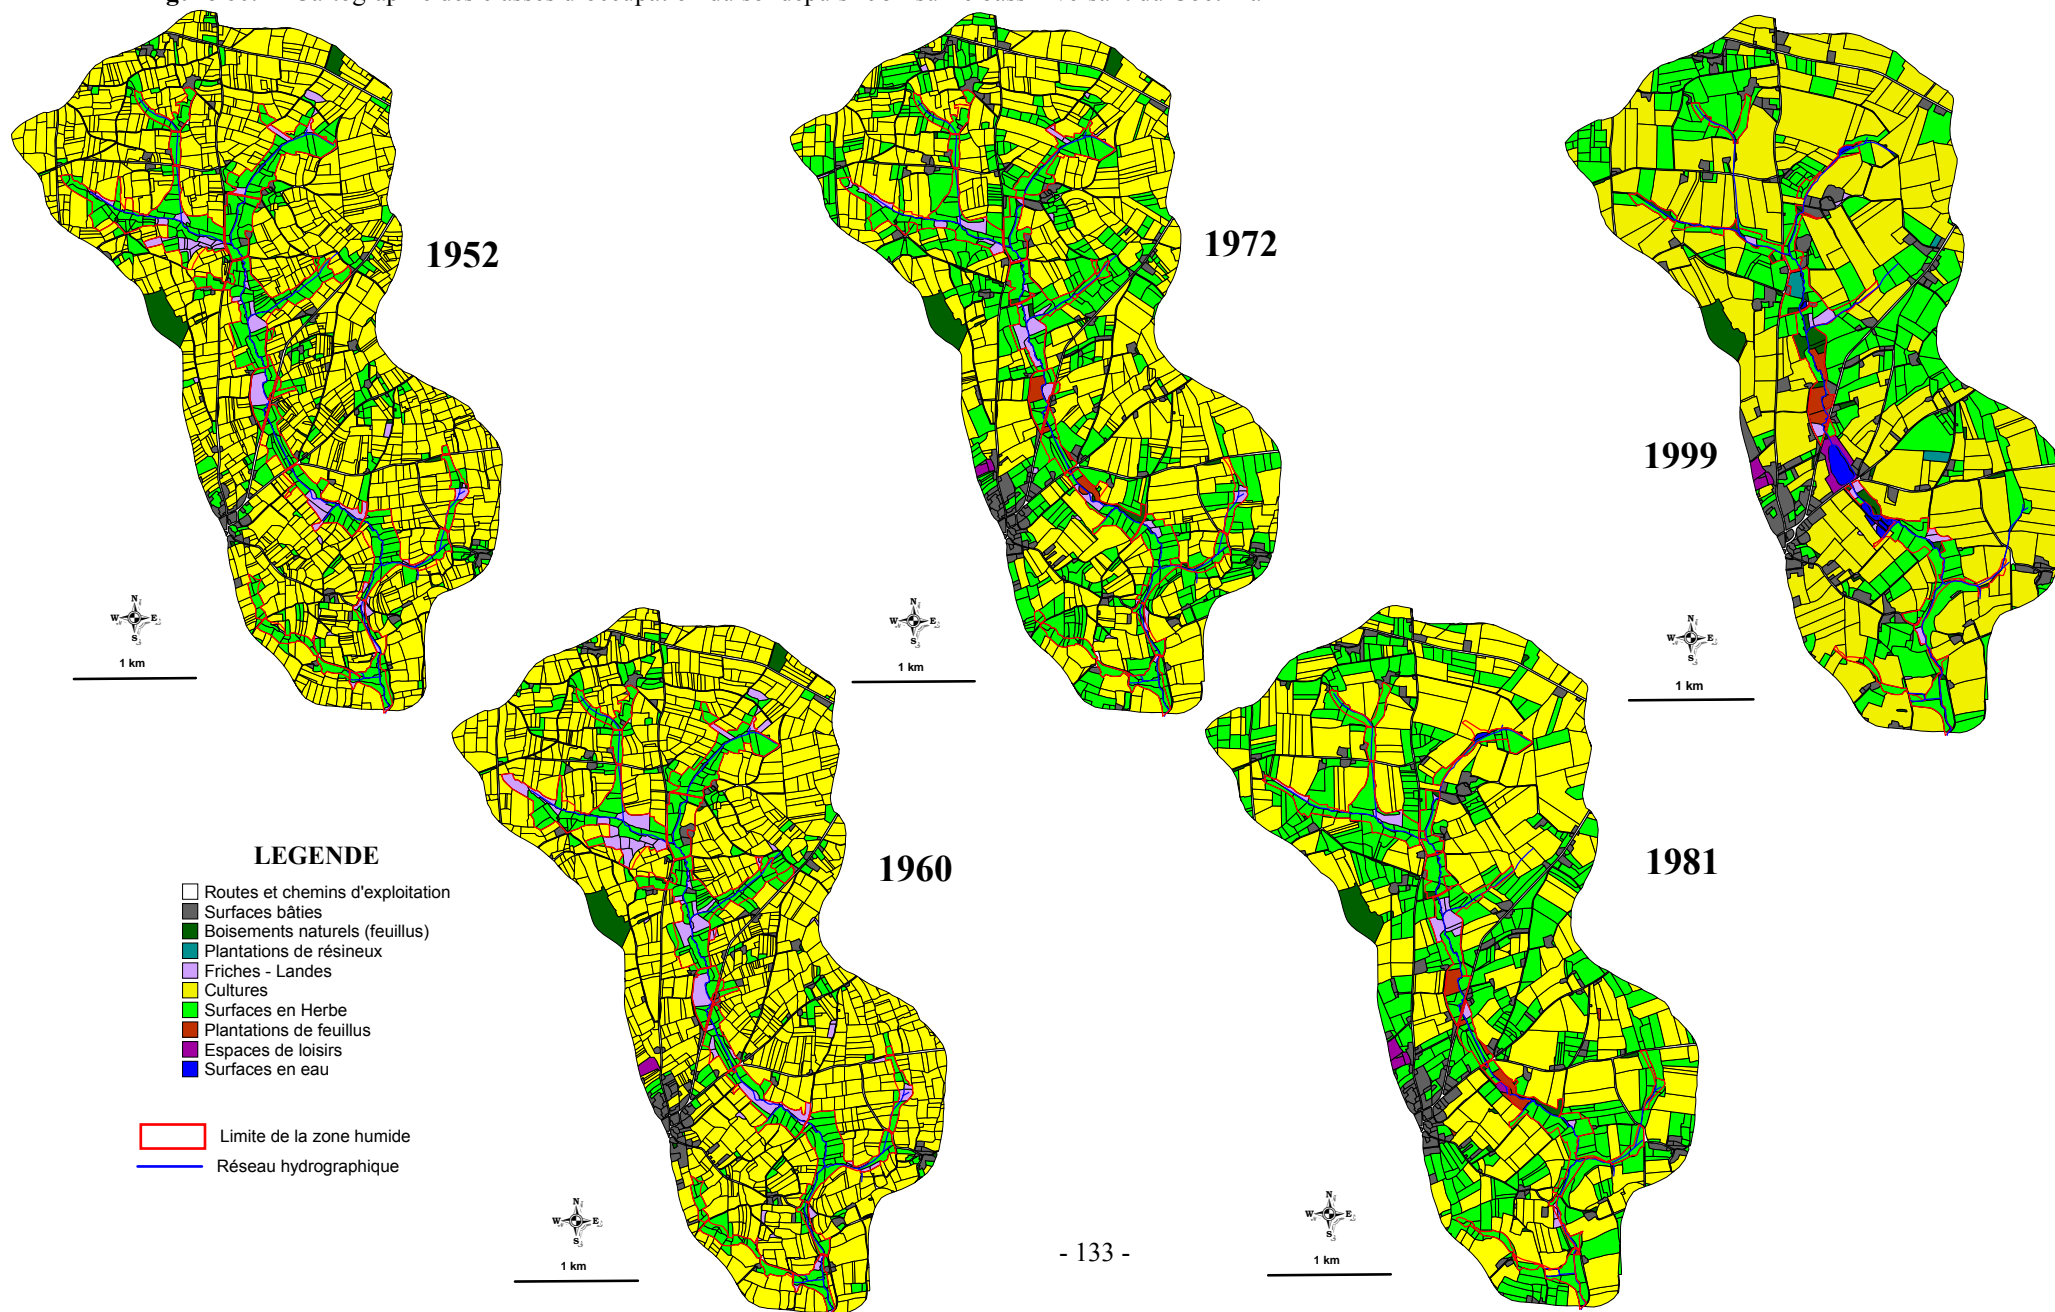 1952
1972
1999
1 km
1 km
1 km
1960
1981
LEGENDE
Routes et chemins d'exploitation
Surfaces bâties
Boisements naturels (feuillus)
Plantations de résineux
Friches - Landes
Cultures
Surfaces en Herbe
Plantations de feuillus
Espaces de loisirs
Surfaces en eau
Limite de la zone humide
Réseau hydrographique
N
W E
S
N
W E
S
N
W E
S
N
W E
S
N
W E
S
1 km
1 km
- 133 -